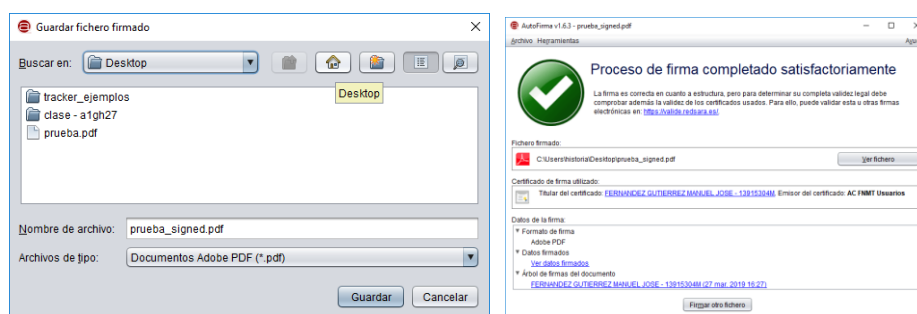 Guardar fichero firmado
Buscar en: Desktop
Desktop
tracker_ejemplos
clase - a1gh27
prueba.pdf
Nombre de archivo: prueba_signed.pdf
Archivos de tipo: Documentos Adobe PDF (*.pdf)
Guardar Cancelar
AutoFirma v1.6.3 - prueba_signed.pdf
Archivo Herramientas
Proceso de firma completado satisfactoriamente
La firma es correcta en cuanto a estructura, pero para determinar su completa validez legal debe
comprobar además la validez de los certificados usados. Para ello, puede validar esta u otras firmas
electrónicas en: https://valide.redsara.es/.
Fichero firmado:
C:\Users\historia\Desktop\prueba_signed.pdf Ver fichero
Certificado de firma utilizado:
Titular del certificado: FERNANDEZ GUTIERREZ MANUEL JOSE - 13915304M. Emisor del certificado: AC FNMT Usuarios
Datos de la firma:
Formato de firma
Adobe PDF
Datos firmados
Ver datos firmados
Árbol de firmas del documento
FERNANDEZ GUTIERREZ MANUEL JOSE - 13915304M (27 mar. 2019 16:27)
Firmar otro fichero